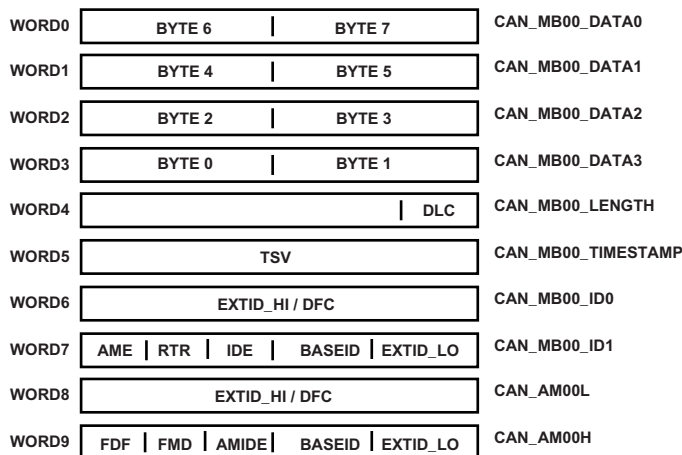 WORD0 BYTE 6 BYTE 7 CAN_MB00_DATA0
WORD1 BYTE 4 BYTE 5 CAN_MB00_DATA1
WORD2 BYTE 2 BYTE 3 CAN_MB00_DATA2
WORD3 BYTE 0 BYTE 1 CAN_MB00_DATA3
WORD4 DLC CAN_MB00_LENGTH
WORD5 TSV CAN_MB00_TIMESTAMP
WORD6 EXTID_HI / DFC CAN_MB00_ID0
WORD7 AME RTR IDE BASEID EXTID_LO CAN_MB00_ID1
WORD8 EXTID_HI / DFC CAN_AM00L
WORD9 FDF FMD AMIDE BASEID EXTID_LO CAN_AM00H